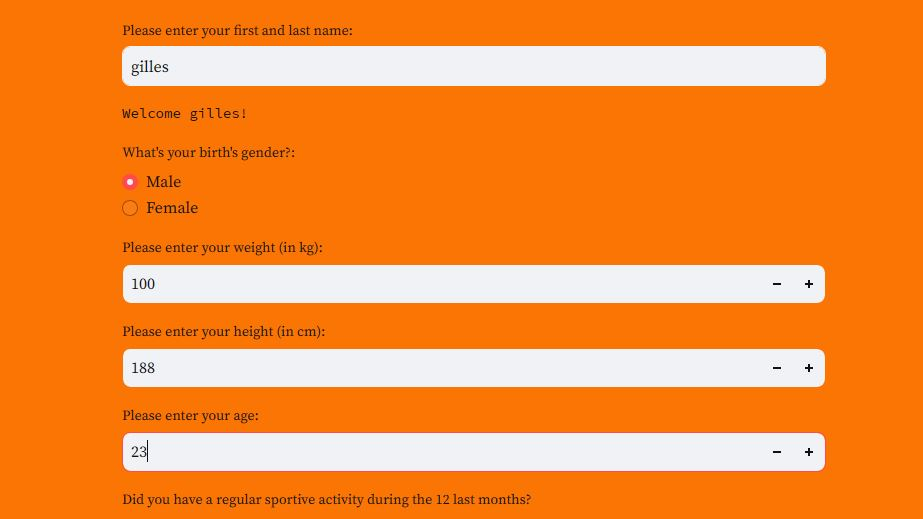 Please enter your first and last name:
gilles
Welcome gilles!
What's your birth's gender?:
Male
Female
Please enter your weight (in kg):
100
Please enter your height (in cm):
188
Please enter your age:
23
Did you have a regular sportive activity during the 12 last months?